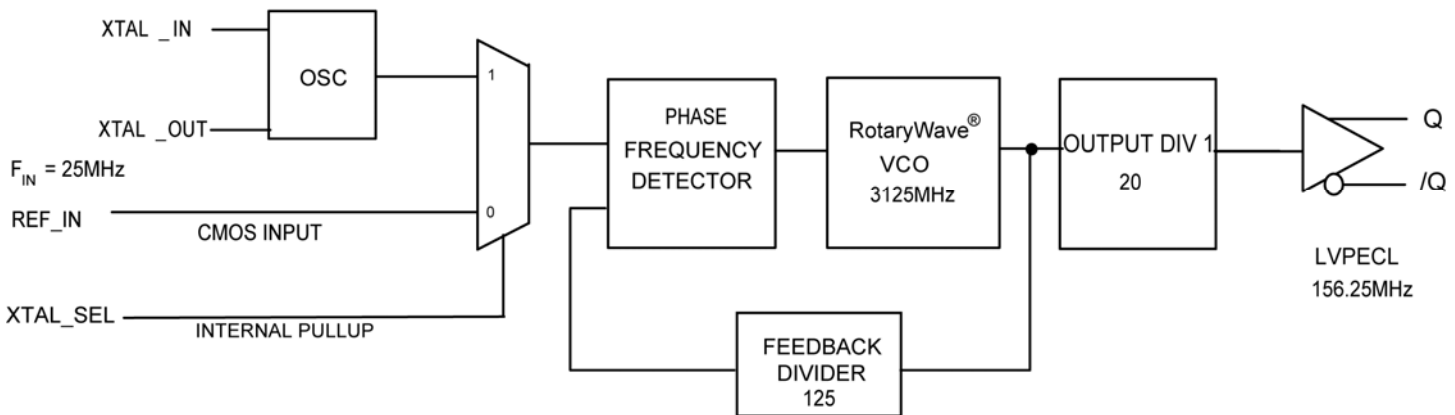 XTAL _IN
XTAL _OUT
OSC
F_IN = 25MHz
REF_IN
CMOS INPUT
XTAL_SEL
INTERNAL PULLUP
1
0
PHASE
FREQUENCY
DETECTOR
RotaryWave®
VCO
3125MHz
OUTPUT DIV 1
20
Q
/Q
LVPECL
156.25MHz
FEEDBACK
DIVIDER
125